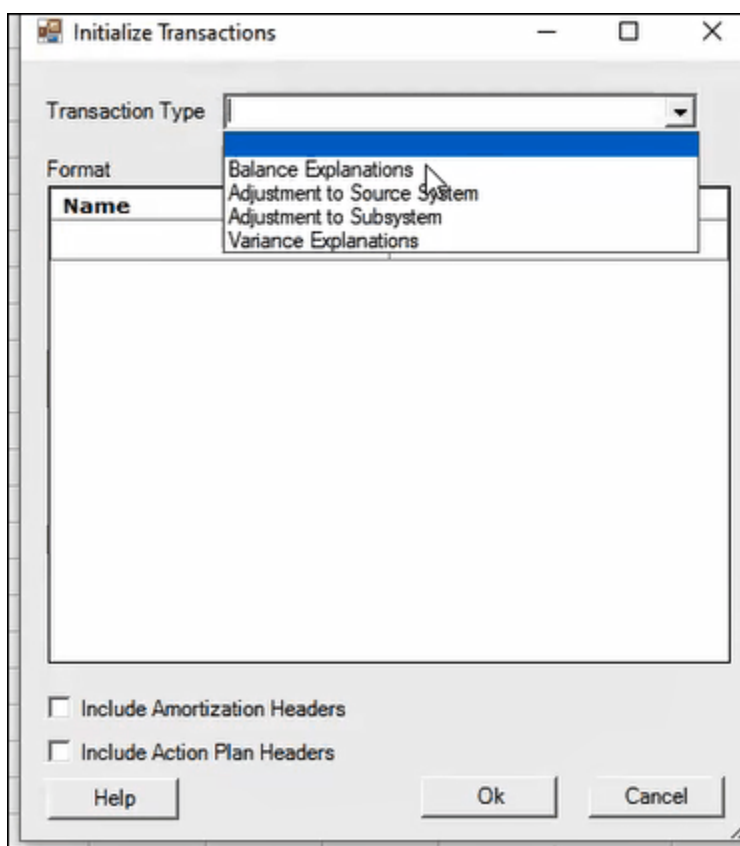 Initialize Transactions
Transaction Type
Balance Explanations
Format
Adjustment to Source System
Name
Adjustment to Subsystem
Variance Explanations
Include Amortization Headers
Include Action Plan Headers
Help Ok Cancel